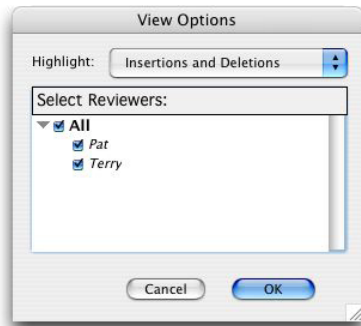 View Options
Highlight: Insertions and Deletions
Select Reviewers:
All
Pat
Terry
Cancel OK